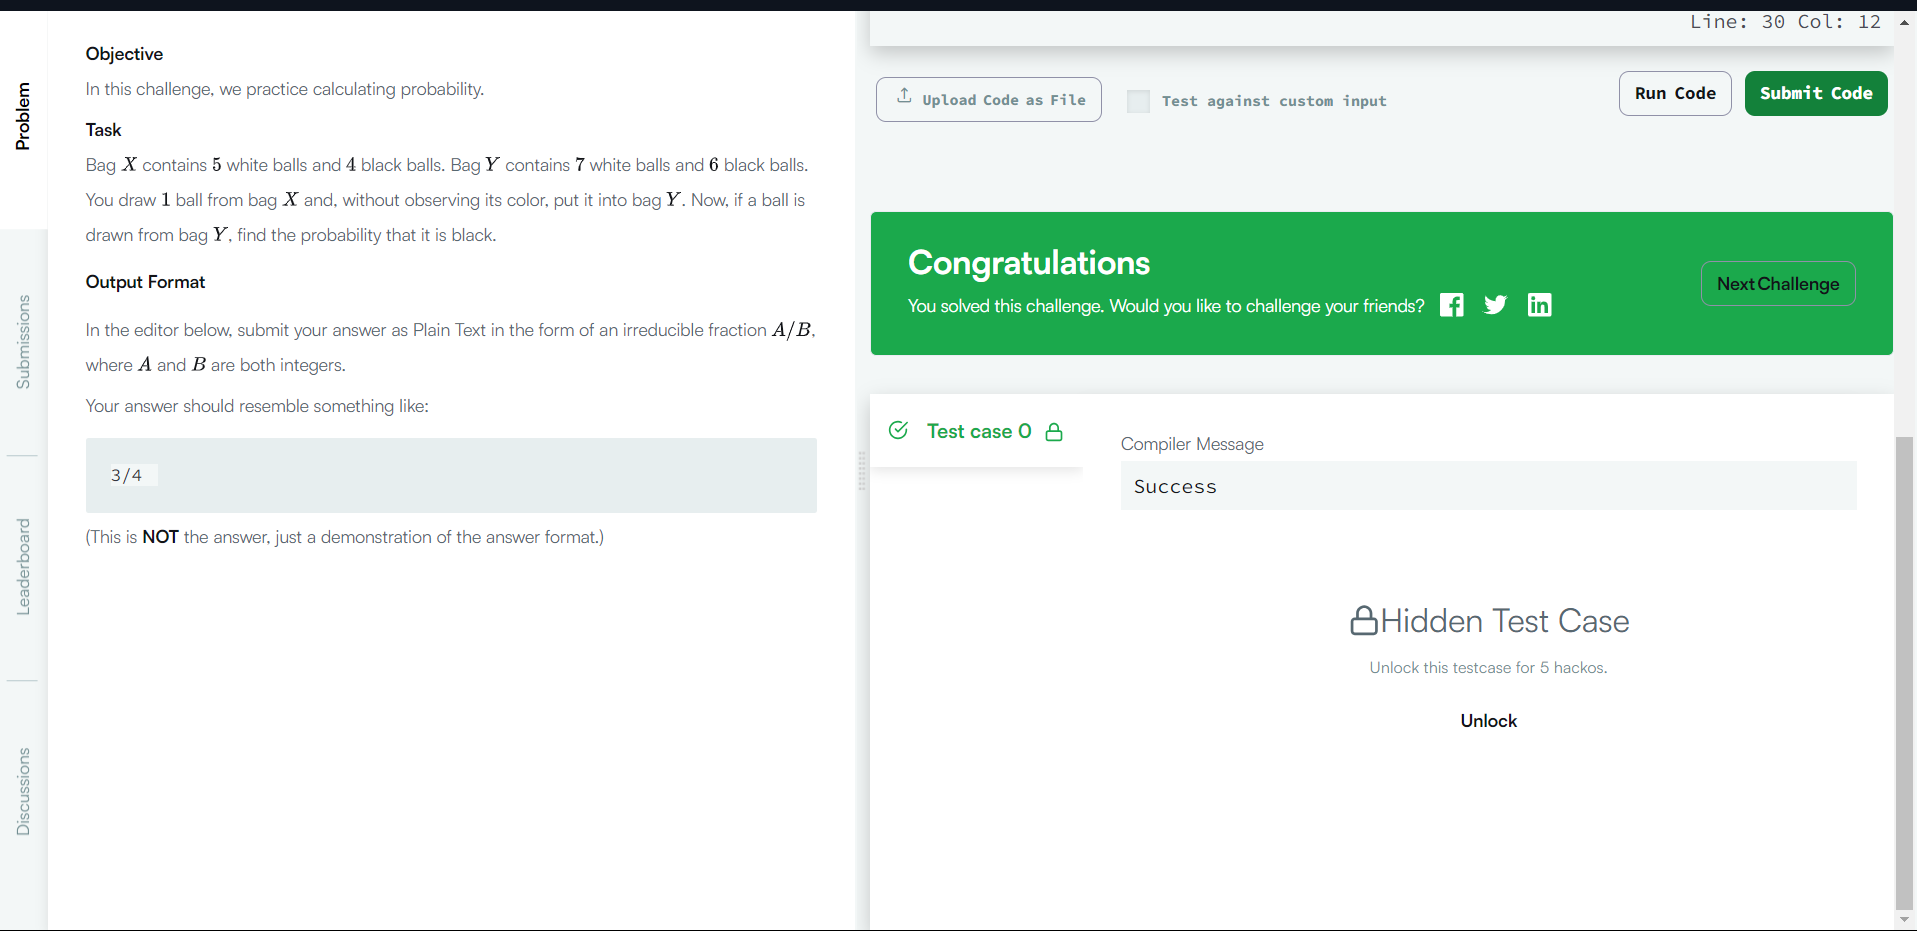 Problem
Submissions
Leaderboard
Discussions
Objective
In this challenge, we practice calculating probability.
Task
Bag X contains 5 white balls and 4 black balls. Bag Y contains 7 white balls and 6 black balls.
You draw 1 ball from bag X and, without observing its color, put it into bag Y. Now, if a ball is
drawn from bag Y, find the probability that it is black.
Output Format
In the editor below, submit your answer as Plain Text in the form of an irreducible fraction A/B,
where A and B are both integers.
Your answer should resemble something like:
3/4
(This is NOT the answer, just a demonstration of the answer format.)
Line: 30 Col: 12
Upload Code as File
Test against custom input
Run Code
Submit Code
Congratulations
You solved this challenge. Would you like to challenge your friends?
Next Challenge
Test case 0
Compiler Message
Success
Hidden Test Case
Unlock this testcase for 5 hackos.
Unlock